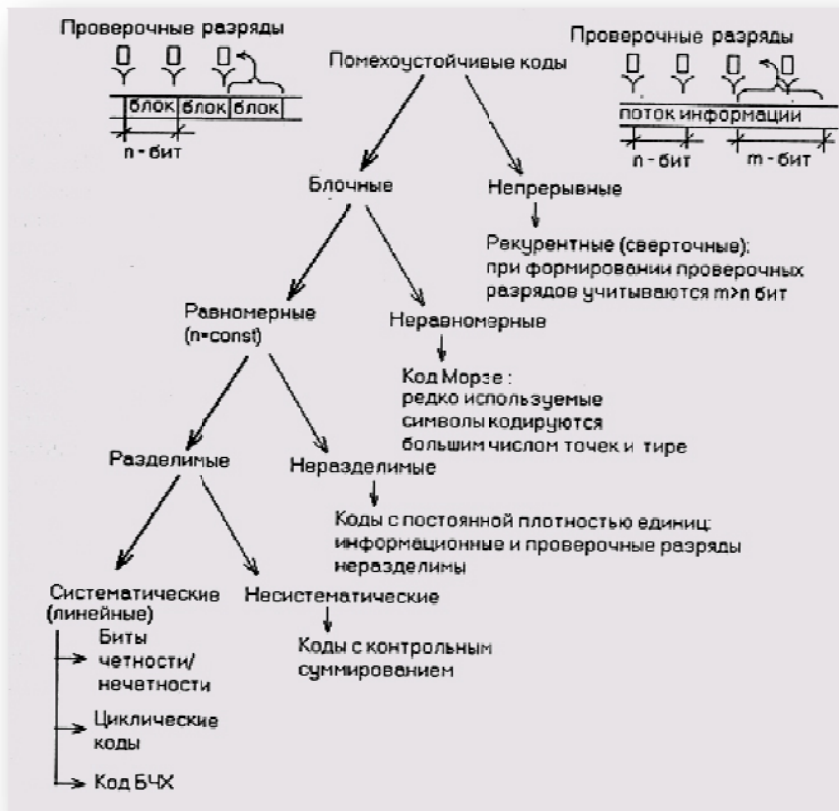 Проверочные разряды
Проверочные разряды
Помехоустойчивые коды
блок блок блок
поток информации
n - бит
n - бит
m - бит
Блочные
Непрерывные
Рекурентные (сверточные):
при формировании проверочных
разрядов учитываются m>n бит
Равномерные
(n=const)
Неравномерные
Код Морзе :
редко используемые
символы кодируются
большим числом точек и тире
Разделимые
Неразделимые
Коды с постоянной плотностью единиц:
информационные и проверочные разряды
неразделимы
Систематические
(линейные)
Несистематические
Биты
четности/
нечетности
Коды с контрольным
суммированием
Циклические
коды
Код БЧХ